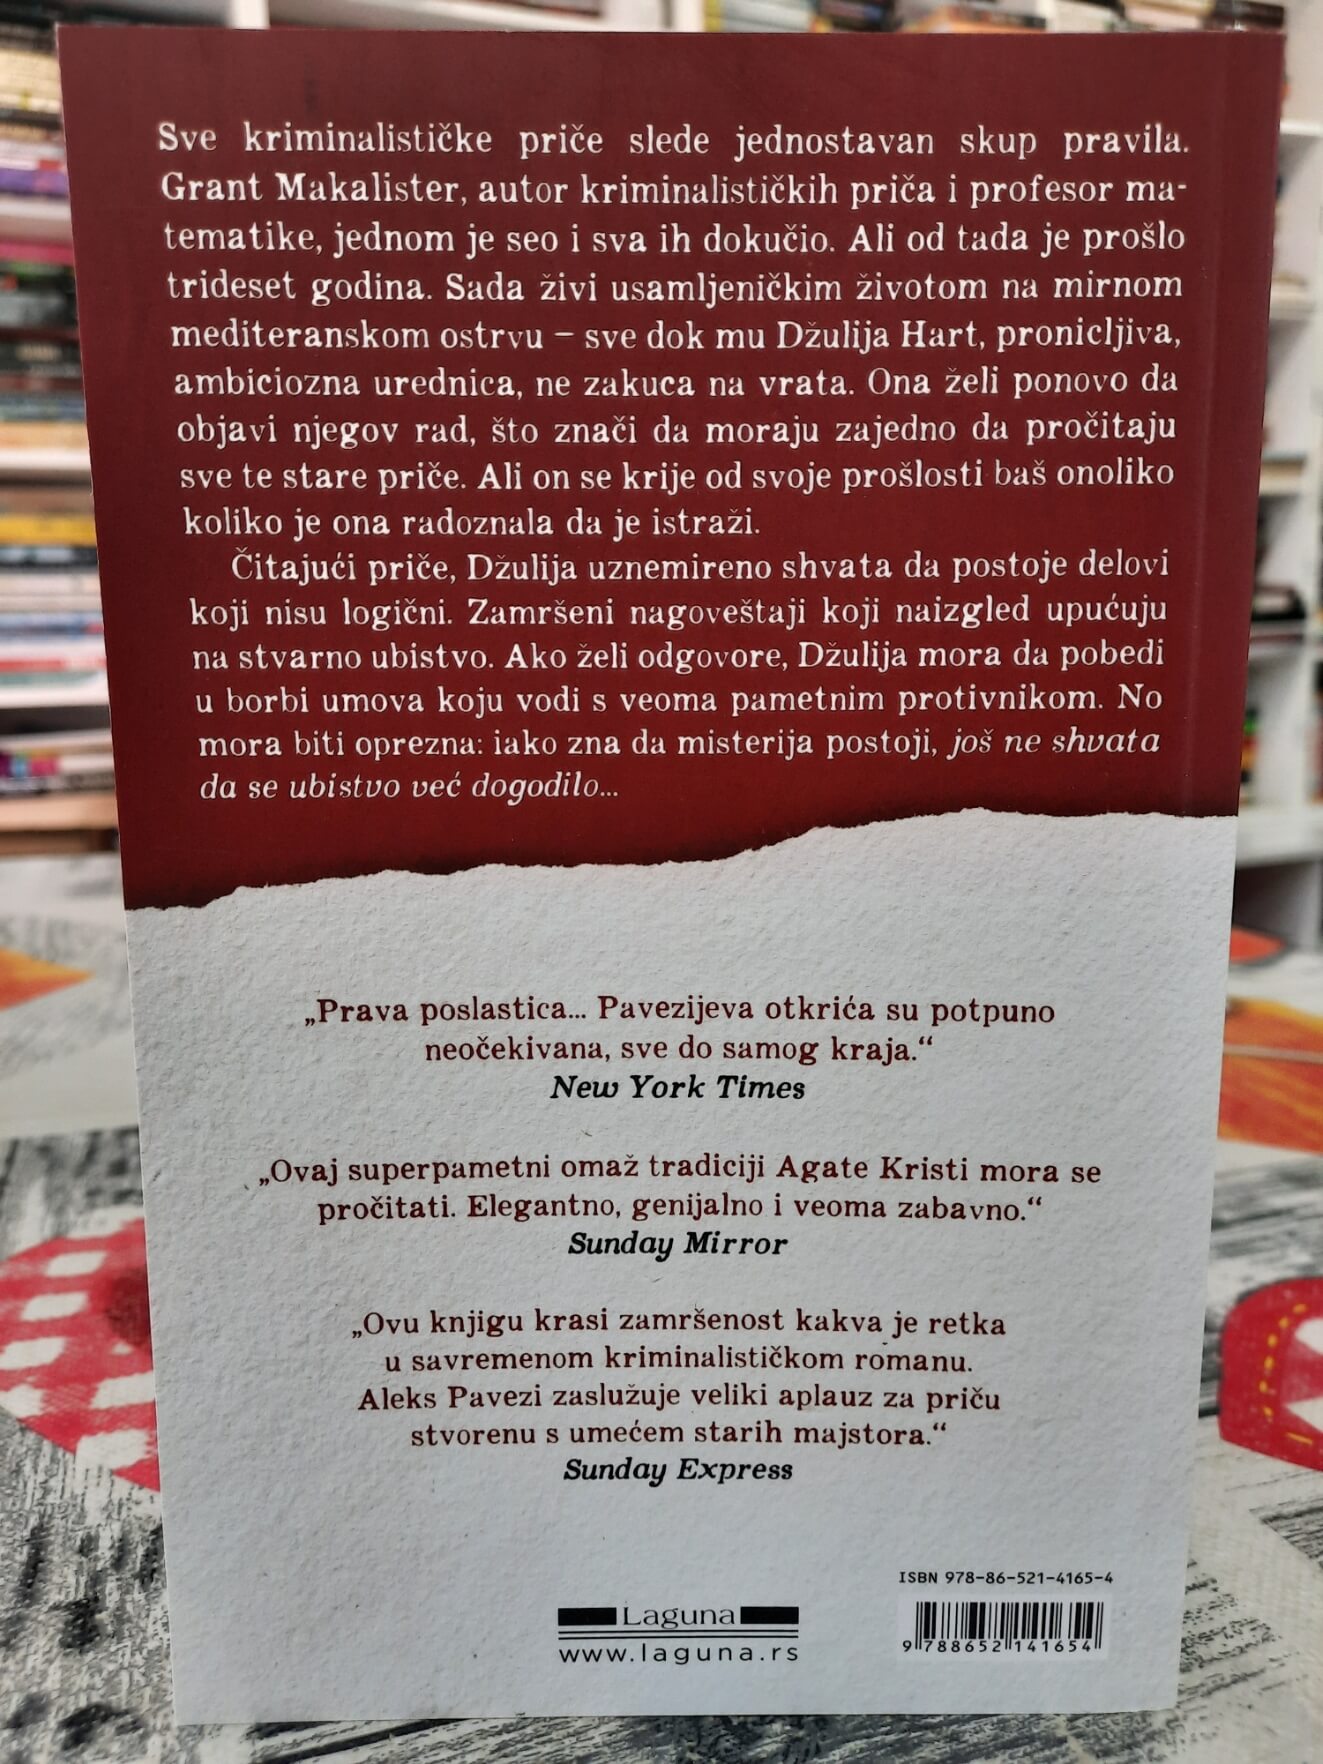 Sve kriminalističke priče slede jednostavan skup pravila.
Grant Makalister, autor kriminalističkih priča i profesor ma-
tematike, jednom je seo i sva ih dokučio. Ali od tada je prošlo
trideset godina. Sada živi usamljeničkim životom na mirnom
mediteranskom ostrvu – sve dok mu Džulija Hart, pronicljiva,
ambiciozna urednica, ne zakuca na vrata. Ona želi ponovo da
objavi njegov rad, što znači da moraju zajedno da pročitaju
sve te stare priče. Ali on se krije od svoje prošlosti baš onoliko
koliko je ona radoznala da je istraži.
Čitajući priče, Džulija uznemireno shvata da postoje delovi
koji nisu logični. Zamršeni nagoveštaji koji naizgled upućuju
na stvarno ubistvo. Ako želi odgovore, Džulija mora da pobedi
u borbi umova koju vodi s veoma pametnim protivnikom. No
mora biti oprezna: iako zna da misterija postoji, još ne shvata
da se ubistvo već dogodilo...
„Prava poslastica... Pavezijeva otkrića su potpuno
neočekivana, sve do samog kraja.“
New York Times
„Ovaj superpametni omaž tradiciji Agate Kristi mora se
pročitati. Elegantno, genijalno i veoma zabavno.“
Sunday Mirror
„Ovu knjigu krasi zamršenost kakva je retka
u savremenom kriminalističkom romanu.
Aleks Pavezi zaslužuje veliki aplauz za priču
stvorenu s umećem starih majstora.“
Sunday Express
ISBN 978-86-521-4165-4
Laguna
www.laguna.rs
9 788652 141654